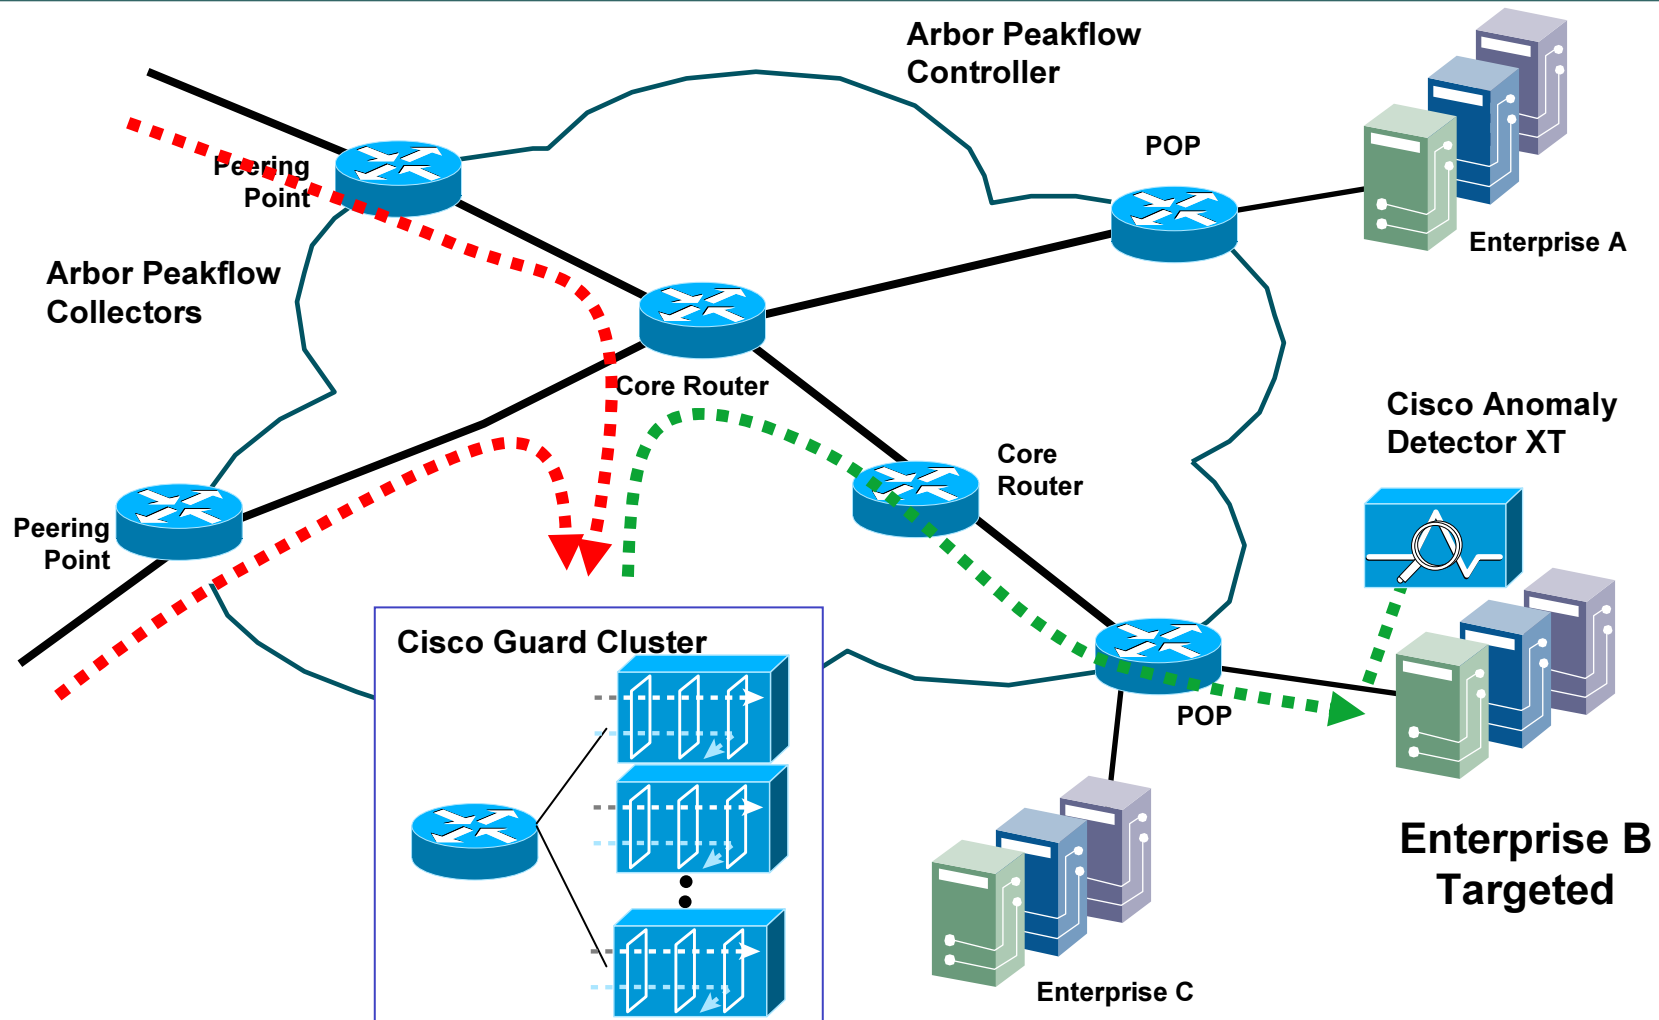 Arbor Peakflow
Controller
POP
Peering
Point
Enterprise A
Arbor Peakflow
Collectors
Core Router
Cisco Anomaly
Detector XT
Core
Router
Peering
Point
Cisco Guard Cluster
POP
Enterprise B
Targeted
Enterprise C